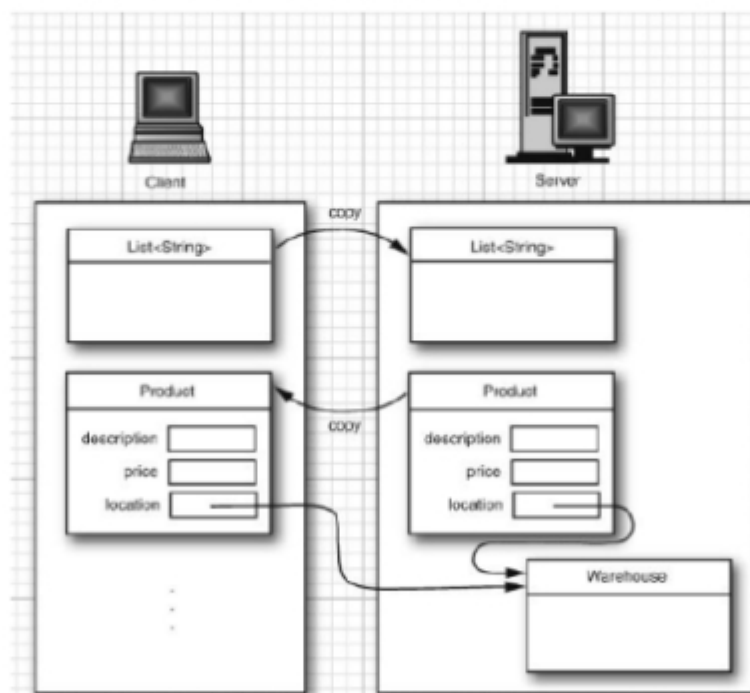 Client
Server
copy
List<String>
List<String>
Product
Product
copy
description
description
price
price
location
location
Warehouse